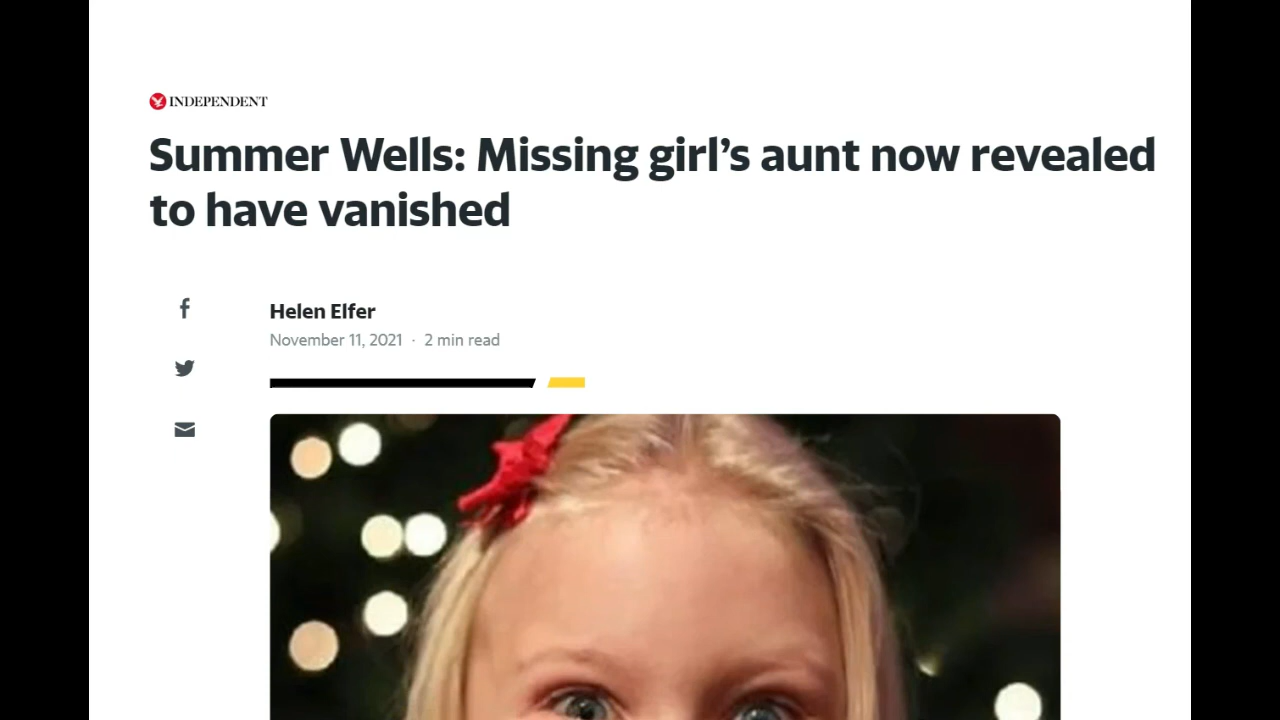 INDEPENDENT
Summer Wells: Missing girl’s aunt now revealed
to have vanished
Helen Elfer
November 11, 2021 · 2 min read